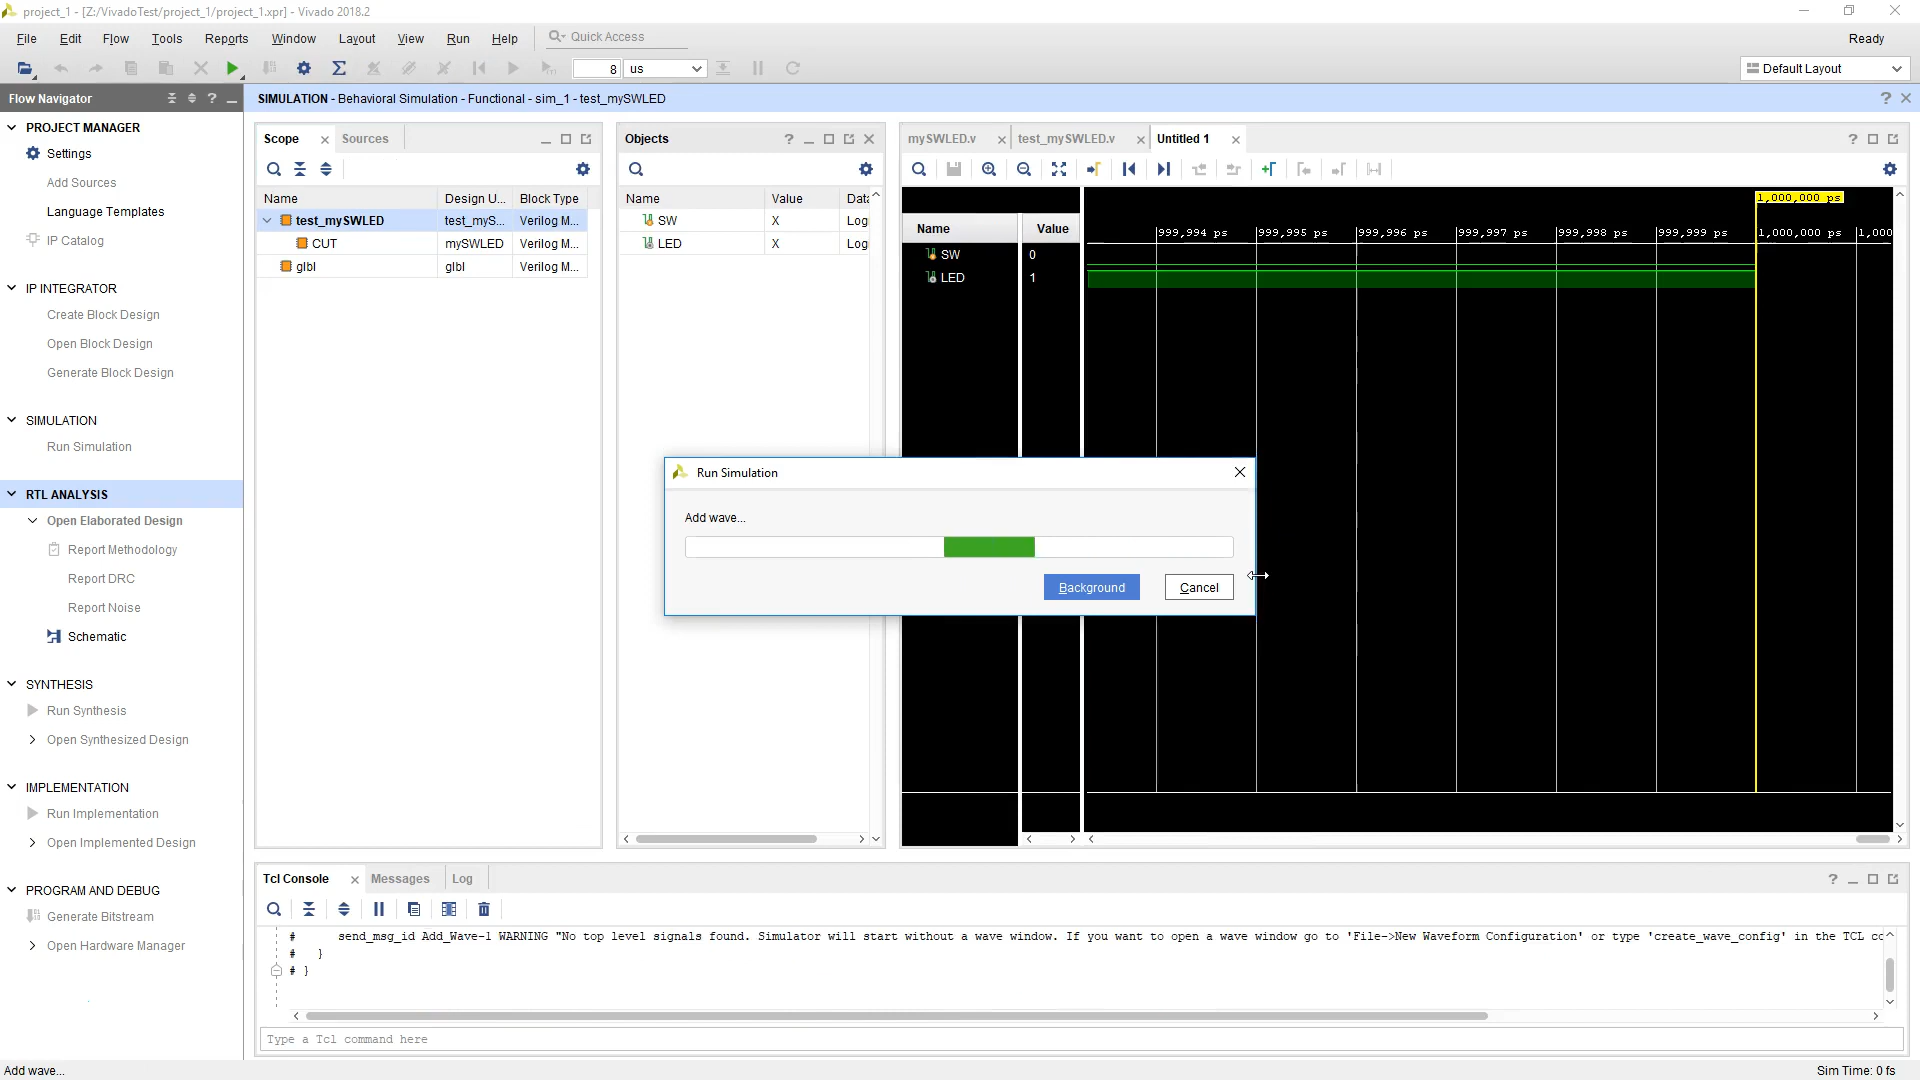 project_1 - [Z:/VivadoTest/project_1/project_1.xpr] - Vivado 2018.2
File Edit Flow Tools Reports Window Layout View Run Help Quick Access Ready
8 us Default Layout
Flow Navigator
SIMULATION - Behavioral Simulation - Functional - sim_1 - test_mySWLED
PROJECT MANAGER
Settings
Add Sources
Language Templates
IP Catalog
IP INTEGRATOR
Create Block Design
Open Block Design
Generate Block Design
SIMULATION
Run Simulation
RTL ANALYSIS
Open Elaborated Design
Report Methodology
Report DRC
Report Noise
Schematic
SYNTHESIS
Run Synthesis
Open Synthesized Design
IMPLEMENTATION
Run Implementation
Open Implemented Design
PROGRAM AND DEBUG
Generate Bitstream
Open Hardware Manager
Scope Sources
Name Design U... Block Type
test_mySWLED test_myS... Verilog M...
CUT mySWLED Verilog M...
glbl glbl Verilog M...
Objects
Name Value Data
SW X Log
LED X Log
mySWLED.v test_mySWLED.v Untitled 1
1,000,000 ps
Name Value
999,994 ps 999,995 ps 999,996 ps 999,997 ps 999,998 ps 999,999 ps 1,000,000 ps 1,000
SW 0
LED 1
Run Simulation
Add wave...
Background Cancel
Tcl Console Messages Log
# send_msg_id Add_Wave-1 WARNING "No top level signals found. Simulator will start without a wave window. If you want to open a wave window go to 'File->New Waveform Configuration' or type 'create_wave_config' in the TCL co
# }
# }
Type a Tcl command here
Add wave... Sim Time: 0 fs